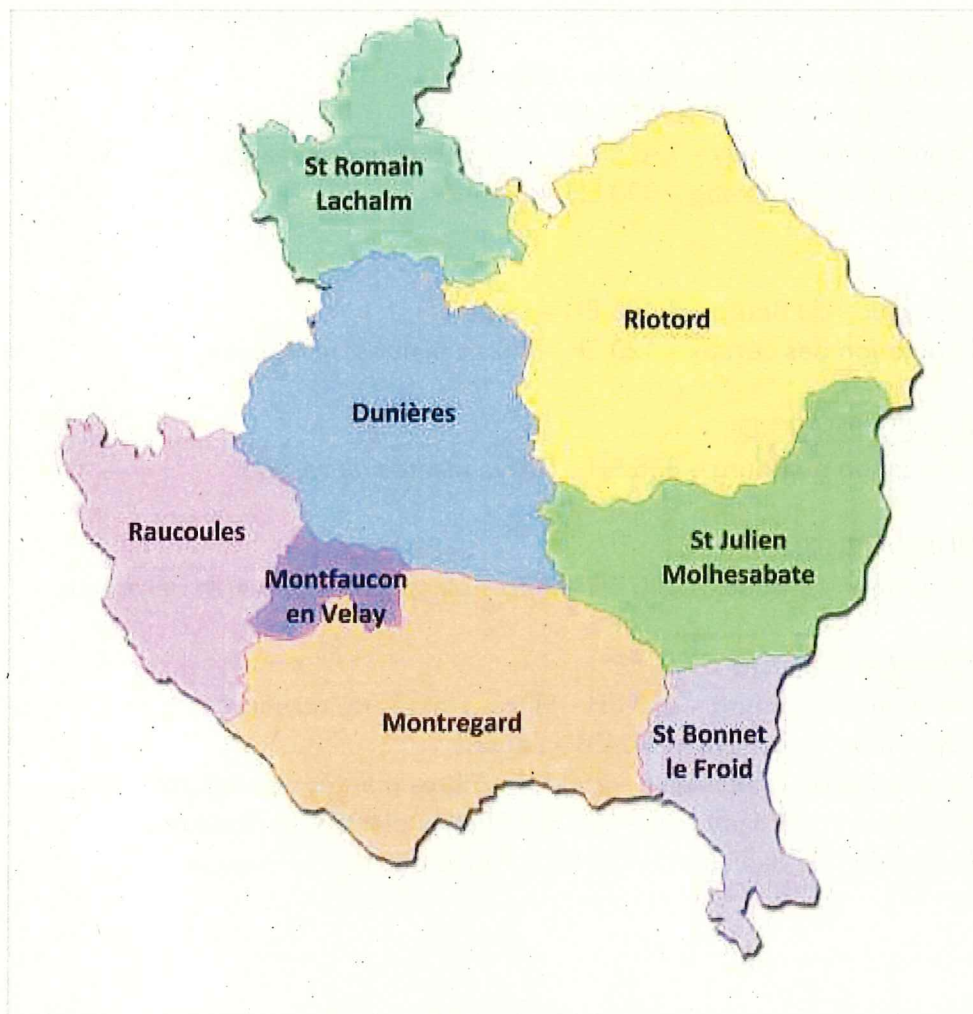 St Romain
Lachalm
Riotord
Dunières
Raucoules
St Julien
Molhesabate
Montfaucon
en Velay
Montregard
St Bonnet
le Froid